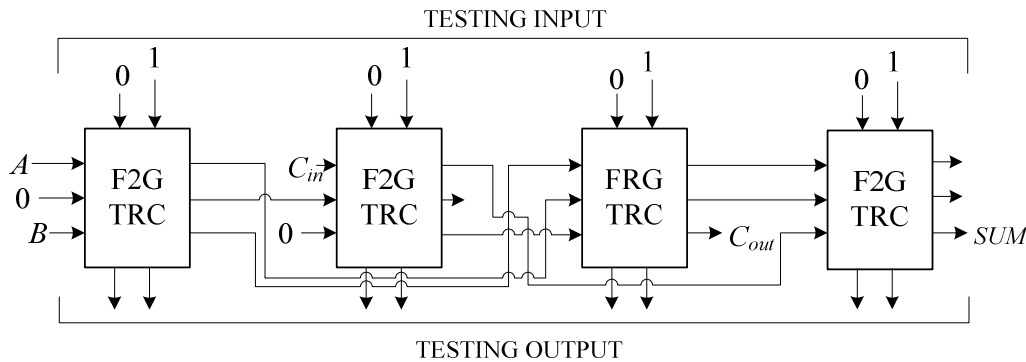 TESTING INPUT
0 1 0 1 0 1 0 1
A
0
B
F2G
TRC
C_in
0
F2G
TRC
FRG
TRC
C_out
F2G
TRC
SUM
TESTING OUTPUT